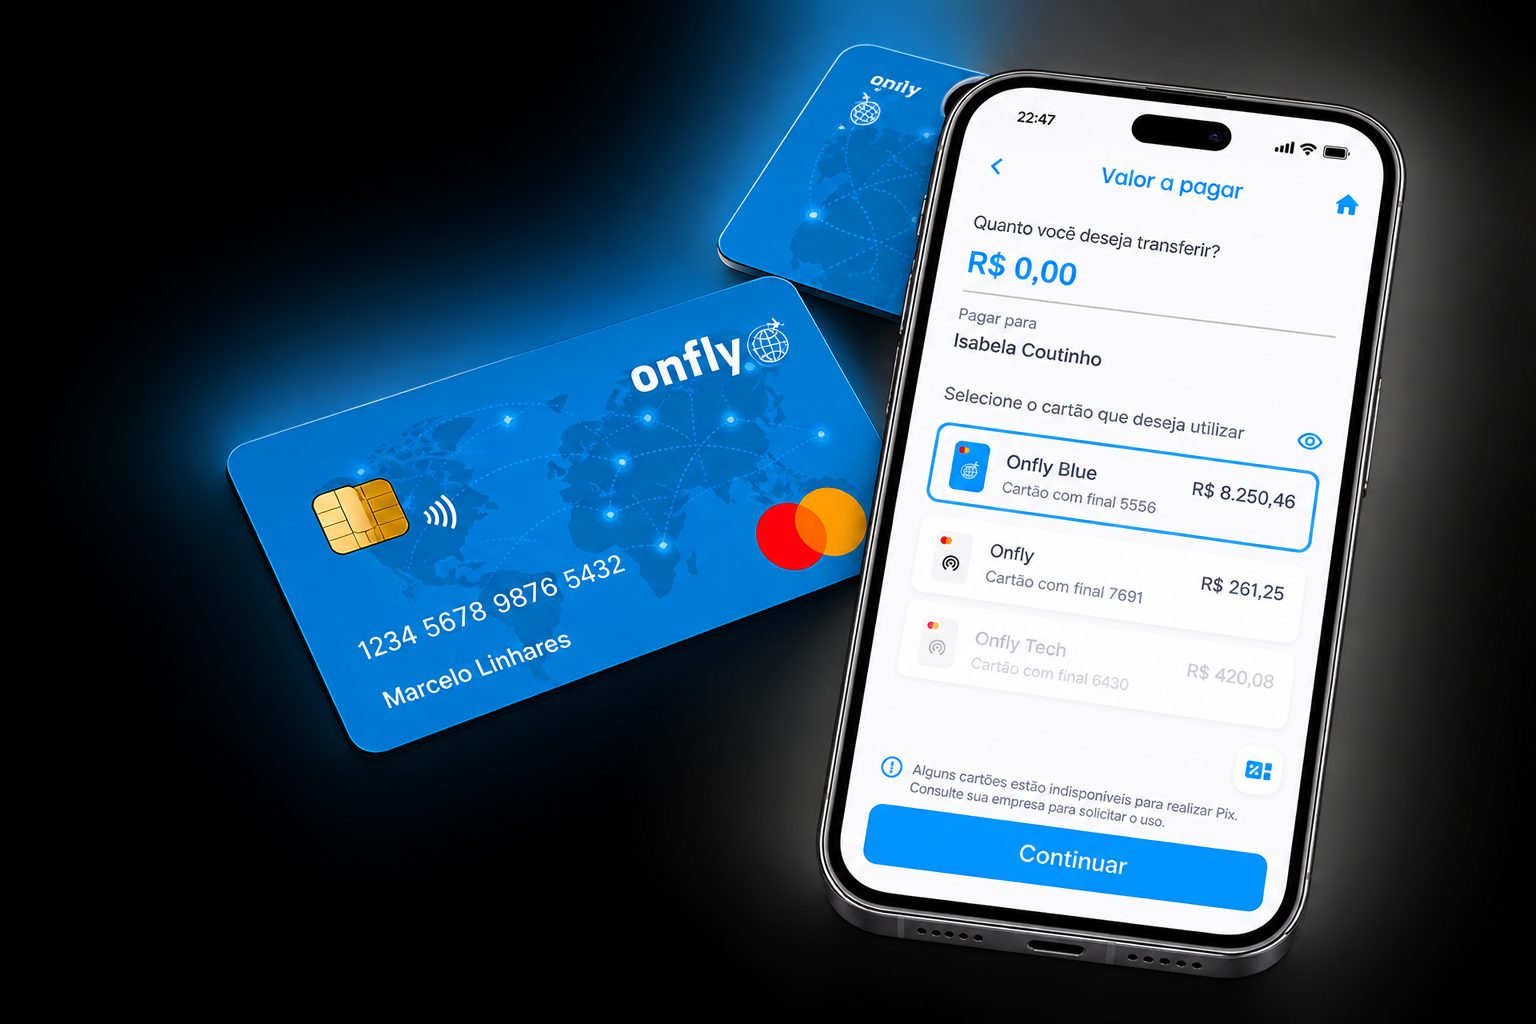 onfly
onfly
1234 5678 9876 5432
Marcelo Linhares
22:47
Valor a pagar
Quanto você deseja transferir?
R$ 0,00
Pagar para
Isabela Coutinho
Selecione o cartão que deseja utilizar
Onfly Blue
Cartão com final 5556
R$ 8.250,46
Onfly
Cartão com final 7691
R$ 261,25
Onfly Tech
Cartão com final 6430
R$ 420,08
Alguns cartões estão indisponíveis para realizar Pix.
Consulte sua empresa para solicitar o uso.
Continuar